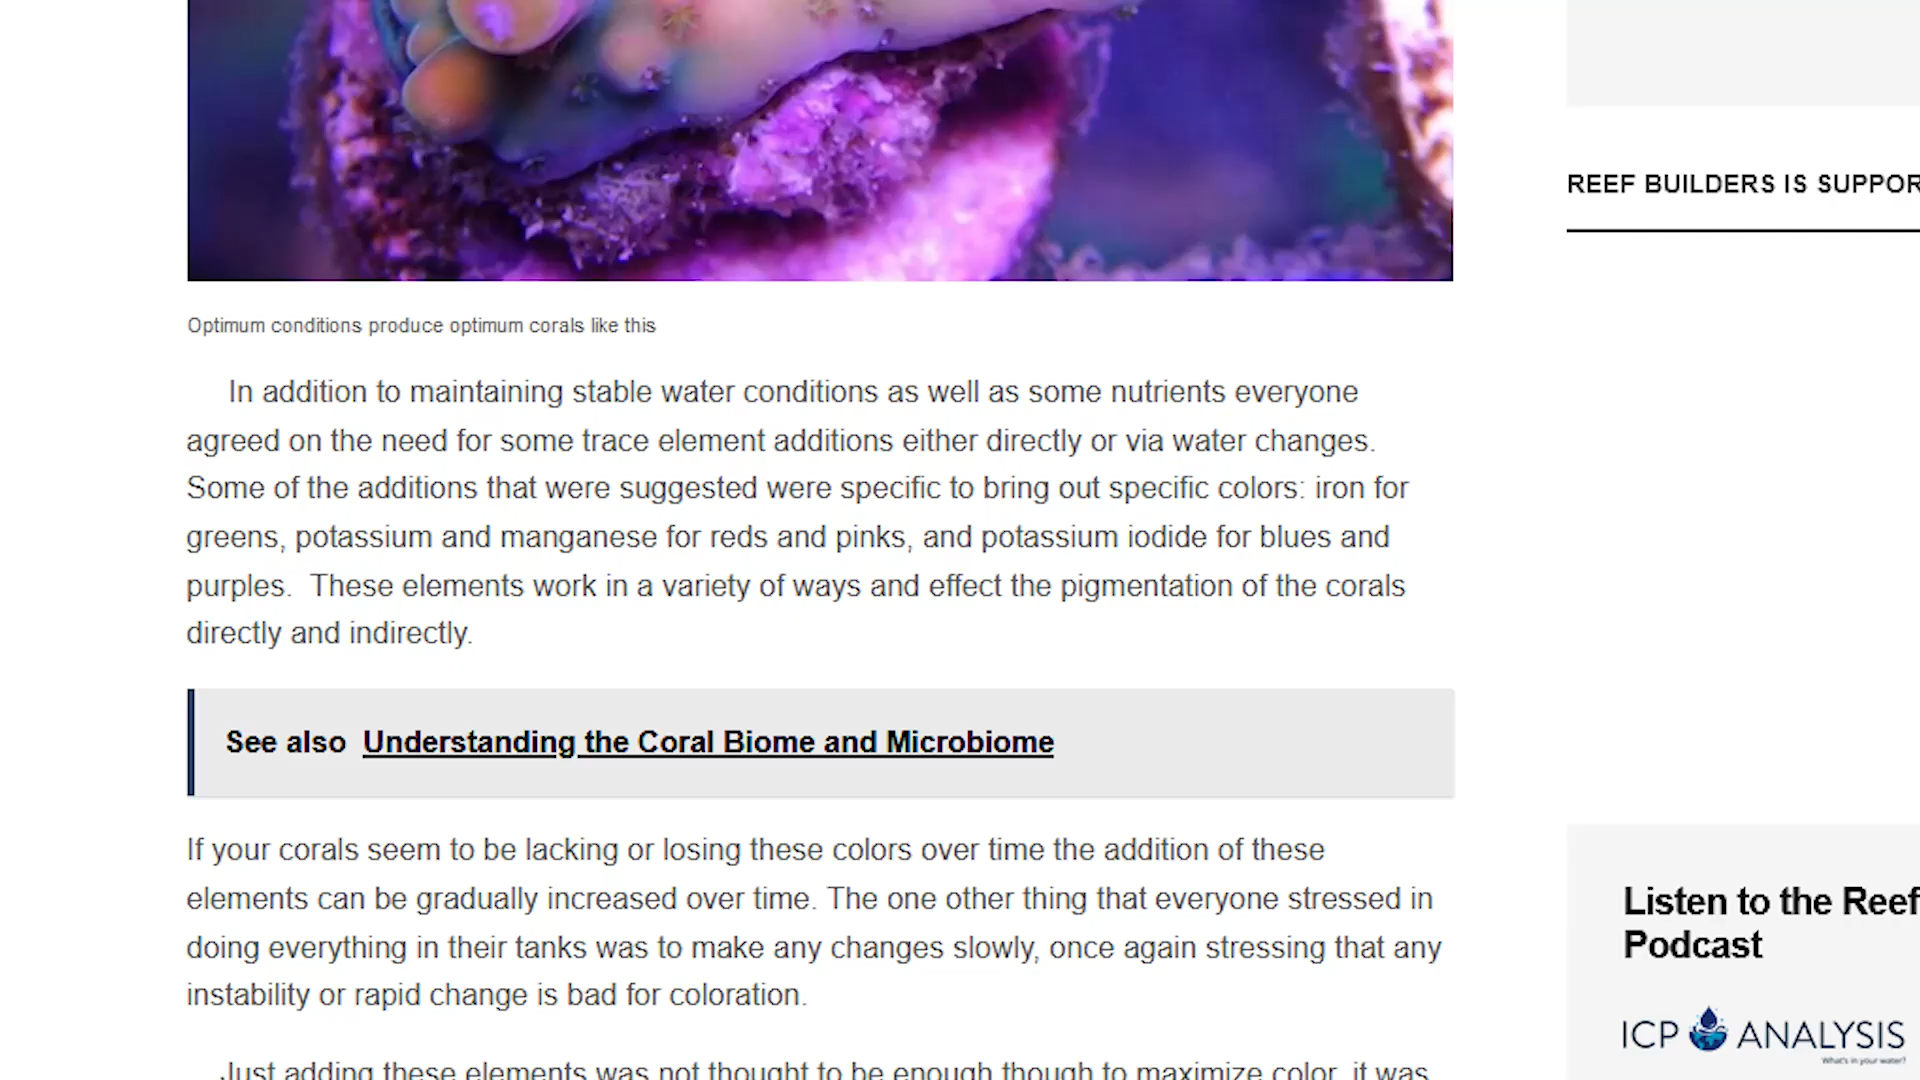 REEF BUILDERS IS SUPPOR
Optimum conditions produce optimum corals like this
In addition to maintaining stable water conditions as well as some nutrients everyone
agreed on the need for some trace element additions either directly or via water changes.
Some of the additions that were suggested were specific to bring out specific colors: iron for
greens, potassium and manganese for reds and pinks, and potassium iodide for blues and
purples.  These elements work in a variety of ways and effect the pigmentation of the corals
directly and indirectly.
See also Understanding the Coral Biome and Microbiome
If your corals seem to be lacking or losing these colors over time the addition of these
elements can be gradually increased over time. The one other thing that everyone stressed in
doing everything in their tanks was to make any changes slowly, once again stressing that any
instability or rapid change is bad for coloration.
Just adding these elements was not thought to be enough though to maximize color, it was
Listen to the Reef
Podcast
ICP ANALYSIS
What's in your water?